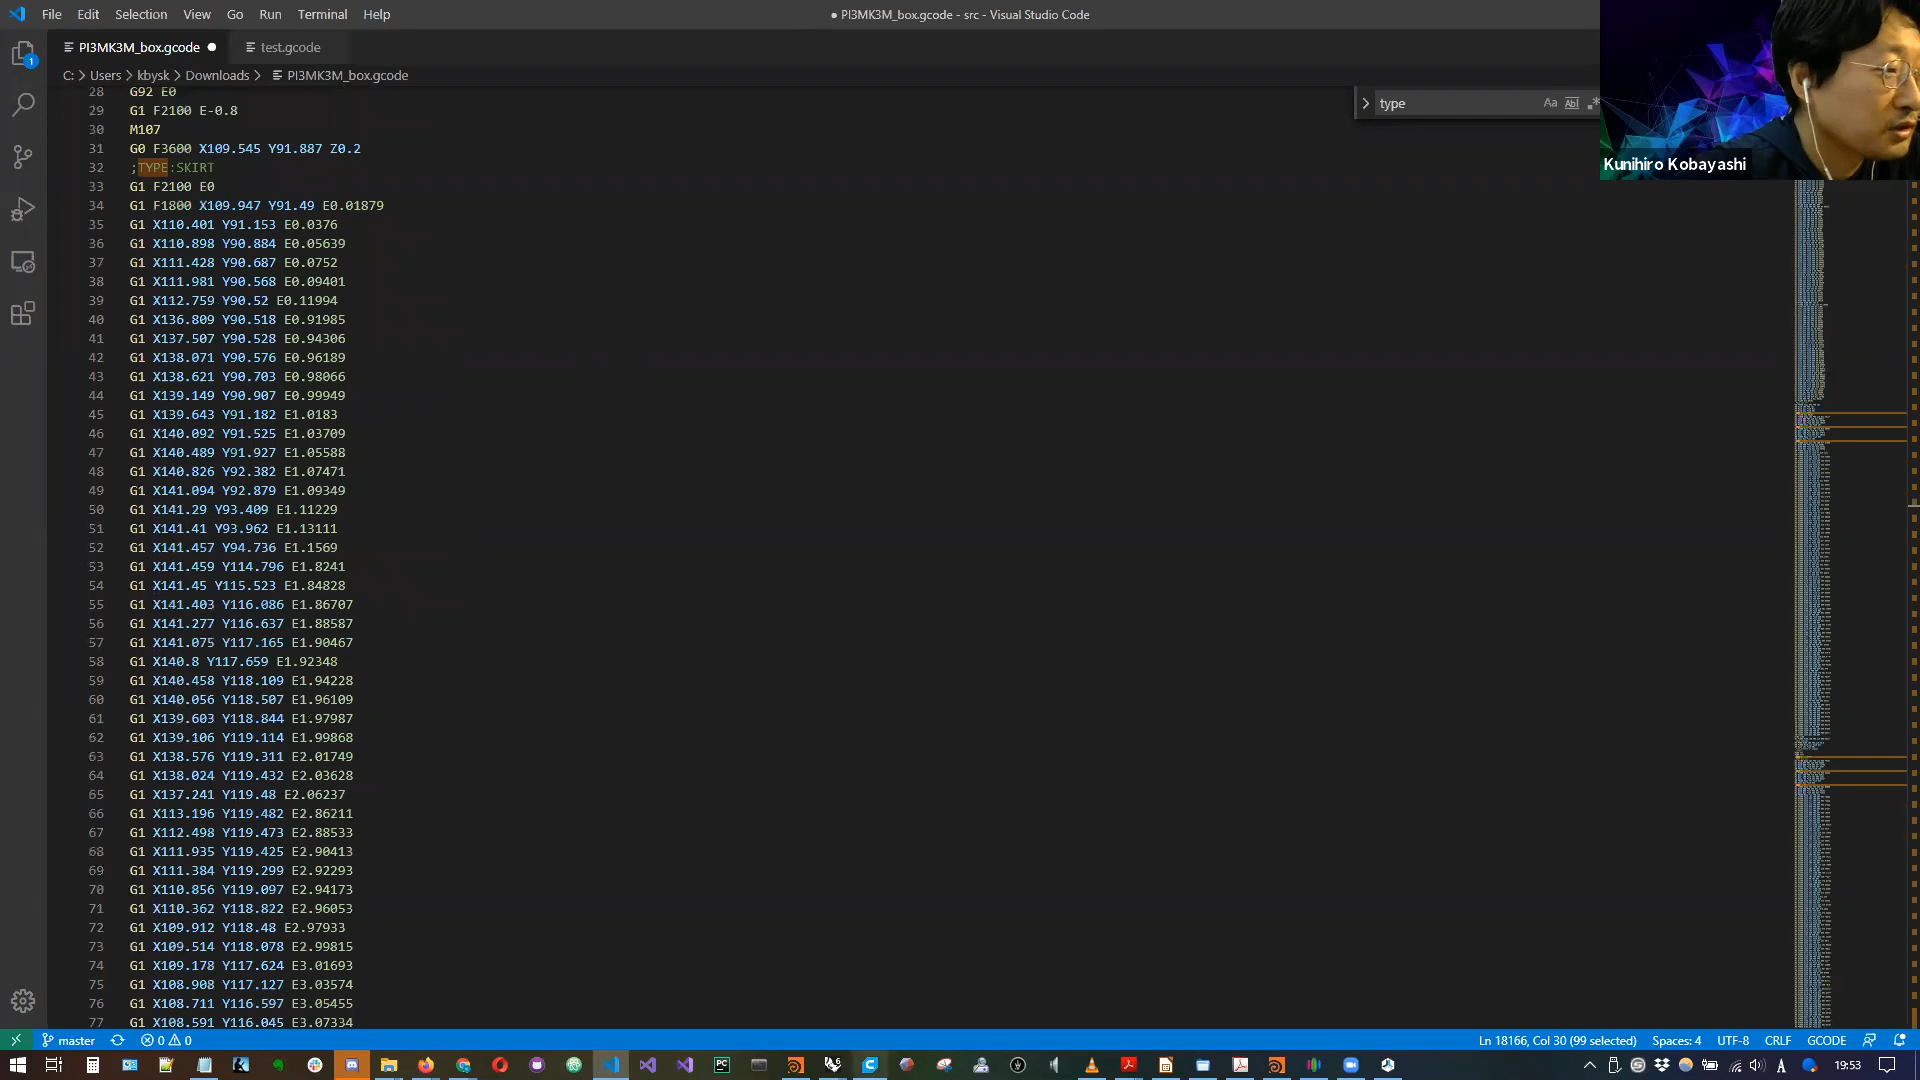 File Edit Selection View Go Run Terminal Help
● PI3MK3M_box.gcode - src - Visual Studio Code
PI3MK3M_box.gcode ●
test.gcode
C: > Users > kbysk > Downloads > PI3MK3M_box.gcode
type
Aa Abl .*
Kunihiro Kobayashi
28 G92 E0
29 G1 F2100 E-0.8
30 M107
31 G0 F3600 X109.545 Y91.887 Z0.2
32 ;TYPE:SKIRT
33 G1 F2100 E0
34 G1 F1800 X109.947 Y91.49 E0.01879
35 G1 X110.401 Y91.153 E0.0376
36 G1 X110.898 Y90.884 E0.05639
37 G1 X111.428 Y90.687 E0.0752
38 G1 X111.981 Y90.568 E0.09401
39 G1 X112.759 Y90.52 E0.11994
40 G1 X136.809 Y90.518 E0.91985
41 G1 X137.507 Y90.528 E0.94306
42 G1 X138.071 Y90.576 E0.96189
43 G1 X138.621 Y90.703 E0.98066
44 G1 X139.149 Y90.907 E0.99949
45 G1 X139.643 Y91.182 E1.0183
46 G1 X140.092 Y91.525 E1.03709
47 G1 X140.489 Y91.927 E1.05588
48 G1 X140.826 Y92.382 E1.07471
49 G1 X141.094 Y92.879 E1.09349
50 G1 X141.29 Y93.409 E1.11229
51 G1 X141.41 Y93.962 E1.13111
52 G1 X141.457 Y94.736 E1.1569
53 G1 X141.459 Y114.796 E1.8241
54 G1 X141.45 Y115.523 E1.84828
55 G1 X141.403 Y116.086 E1.86707
56 G1 X141.277 Y116.637 E1.88587
57 G1 X141.075 Y117.165 E1.90467
58 G1 X140.8 Y117.659 E1.92348
59 G1 X140.458 Y118.109 E1.94228
60 G1 X140.056 Y118.507 E1.96109
61 G1 X139.603 Y118.844 E1.97987
62 G1 X139.106 Y119.114 E1.99868
63 G1 X138.576 Y119.311 E2.01749
64 G1 X138.024 Y119.432 E2.03628
65 G1 X137.241 Y119.48 E2.06237
66 G1 X113.196 Y119.482 E2.86211
67 G1 X112.498 Y119.473 E2.88533
68 G1 X111.935 Y119.425 E2.90413
69 G1 X111.384 Y119.299 E2.92293
70 G1 X110.856 Y119.097 E2.94173
71 G1 X110.362 Y118.822 E2.96053
72 G1 X109.912 Y118.48 E2.97933
73 G1 X109.514 Y118.078 E2.99815
74 G1 X109.178 Y117.624 E3.01693
75 G1 X108.908 Y117.127 E3.03574
76 G1 X108.711 Y116.597 E3.05455
77 G1 X108.591 Y116.045 E3.07334
master 0 0
Ln 18166, Col 30 (99 selected) Spaces: 4 UTF-8 CRLF GCODE
A 19:53